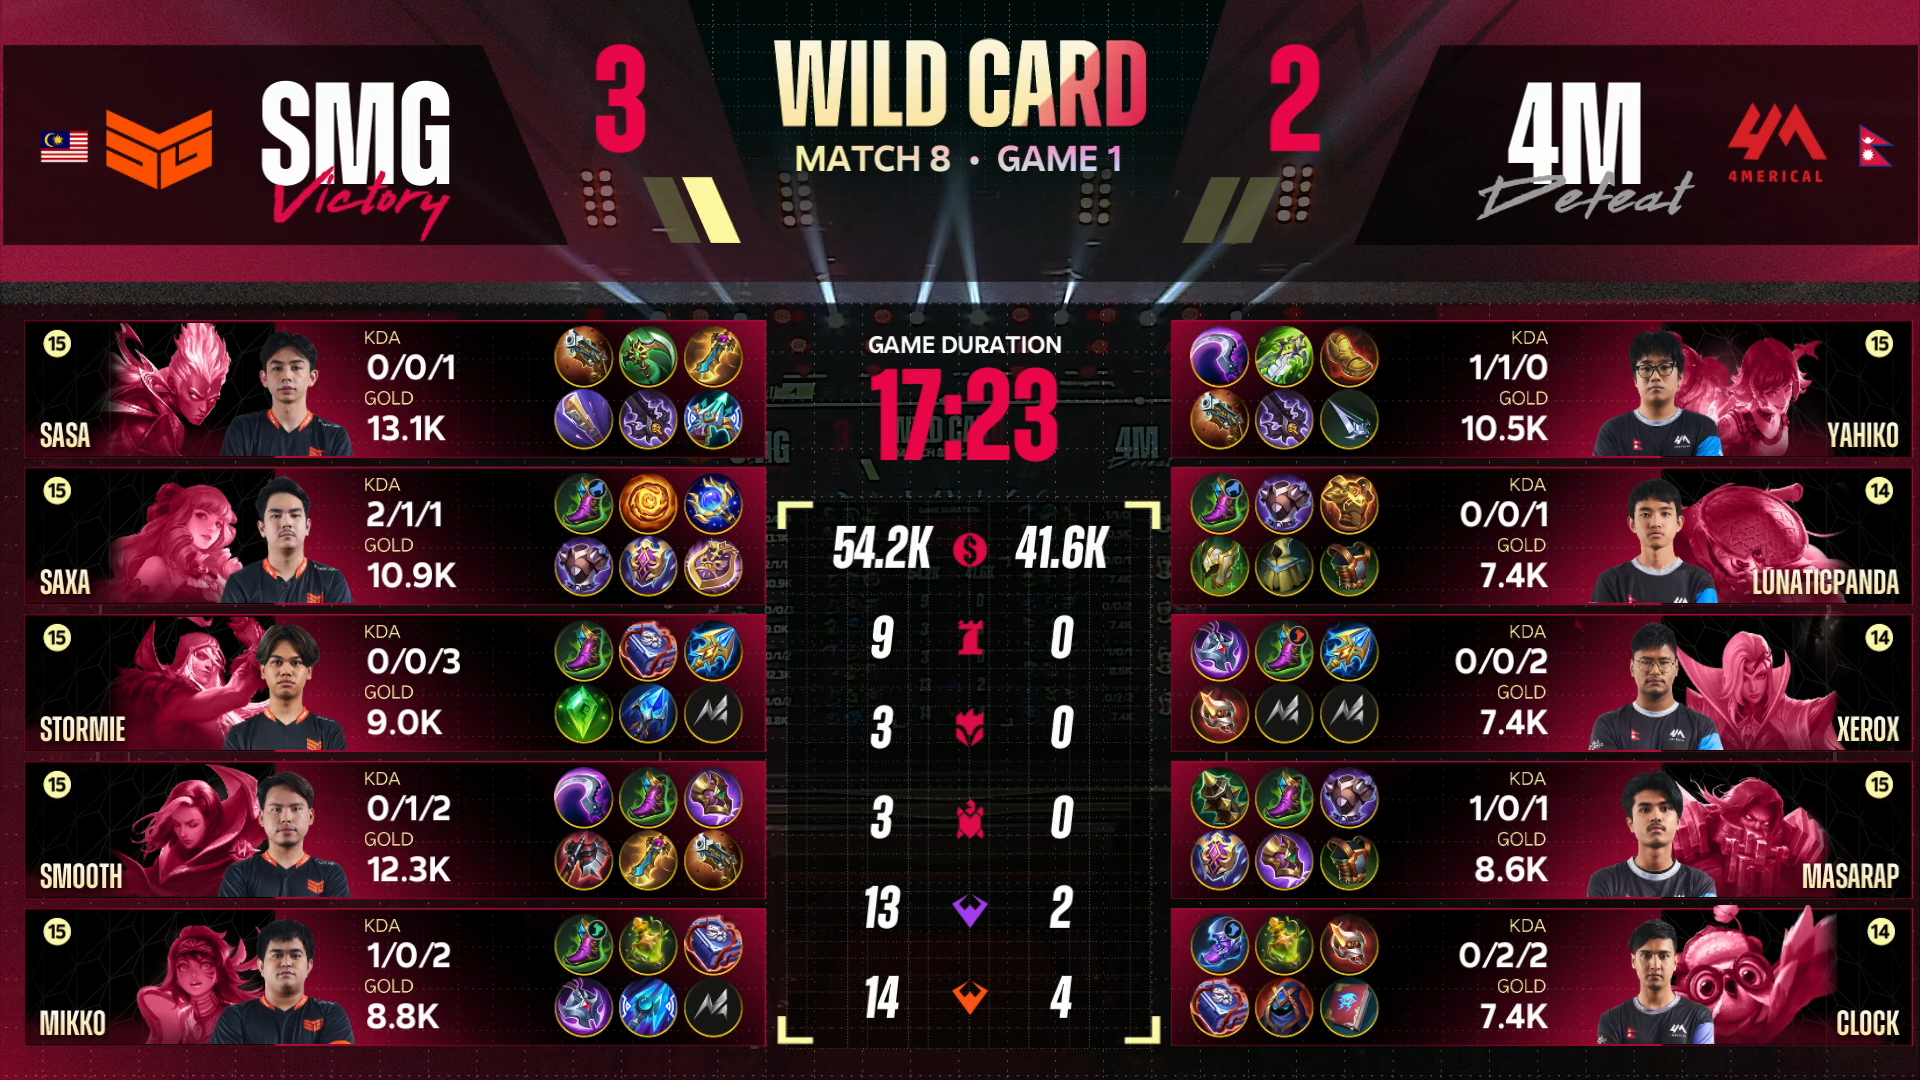 3
WILD CARD
2
MATCH 8 • GAME 1
SMG
Victory
4M
Defeat
4MERICAL
15
SASA
KDA
0/0/1
GOLD
13.1K
15
SAXA
KDA
2/1/1
GOLD
10.9K
15
STORMIE
KDA
0/0/3
GOLD
9.0K
15
SMOOTH
KDA
0/1/2
GOLD
12.3K
15
MIKKO
KDA
1/0/2
GOLD
8.8K
GAME DURATION
17:23
54.2K 41.6K
9 0
3 0
3 0
13 2
14 4
KDA
1/1/0
GOLD
10.5K
15
YAHIKO
KDA
0/0/1
GOLD
7.4K
14
LUNATICPANDA
KDA
0/0/2
GOLD
7.4K
14
XEROX
KDA
1/0/1
GOLD
8.6K
15
MASARAP
KDA
0/2/2
GOLD
7.4K
14
CLOCK